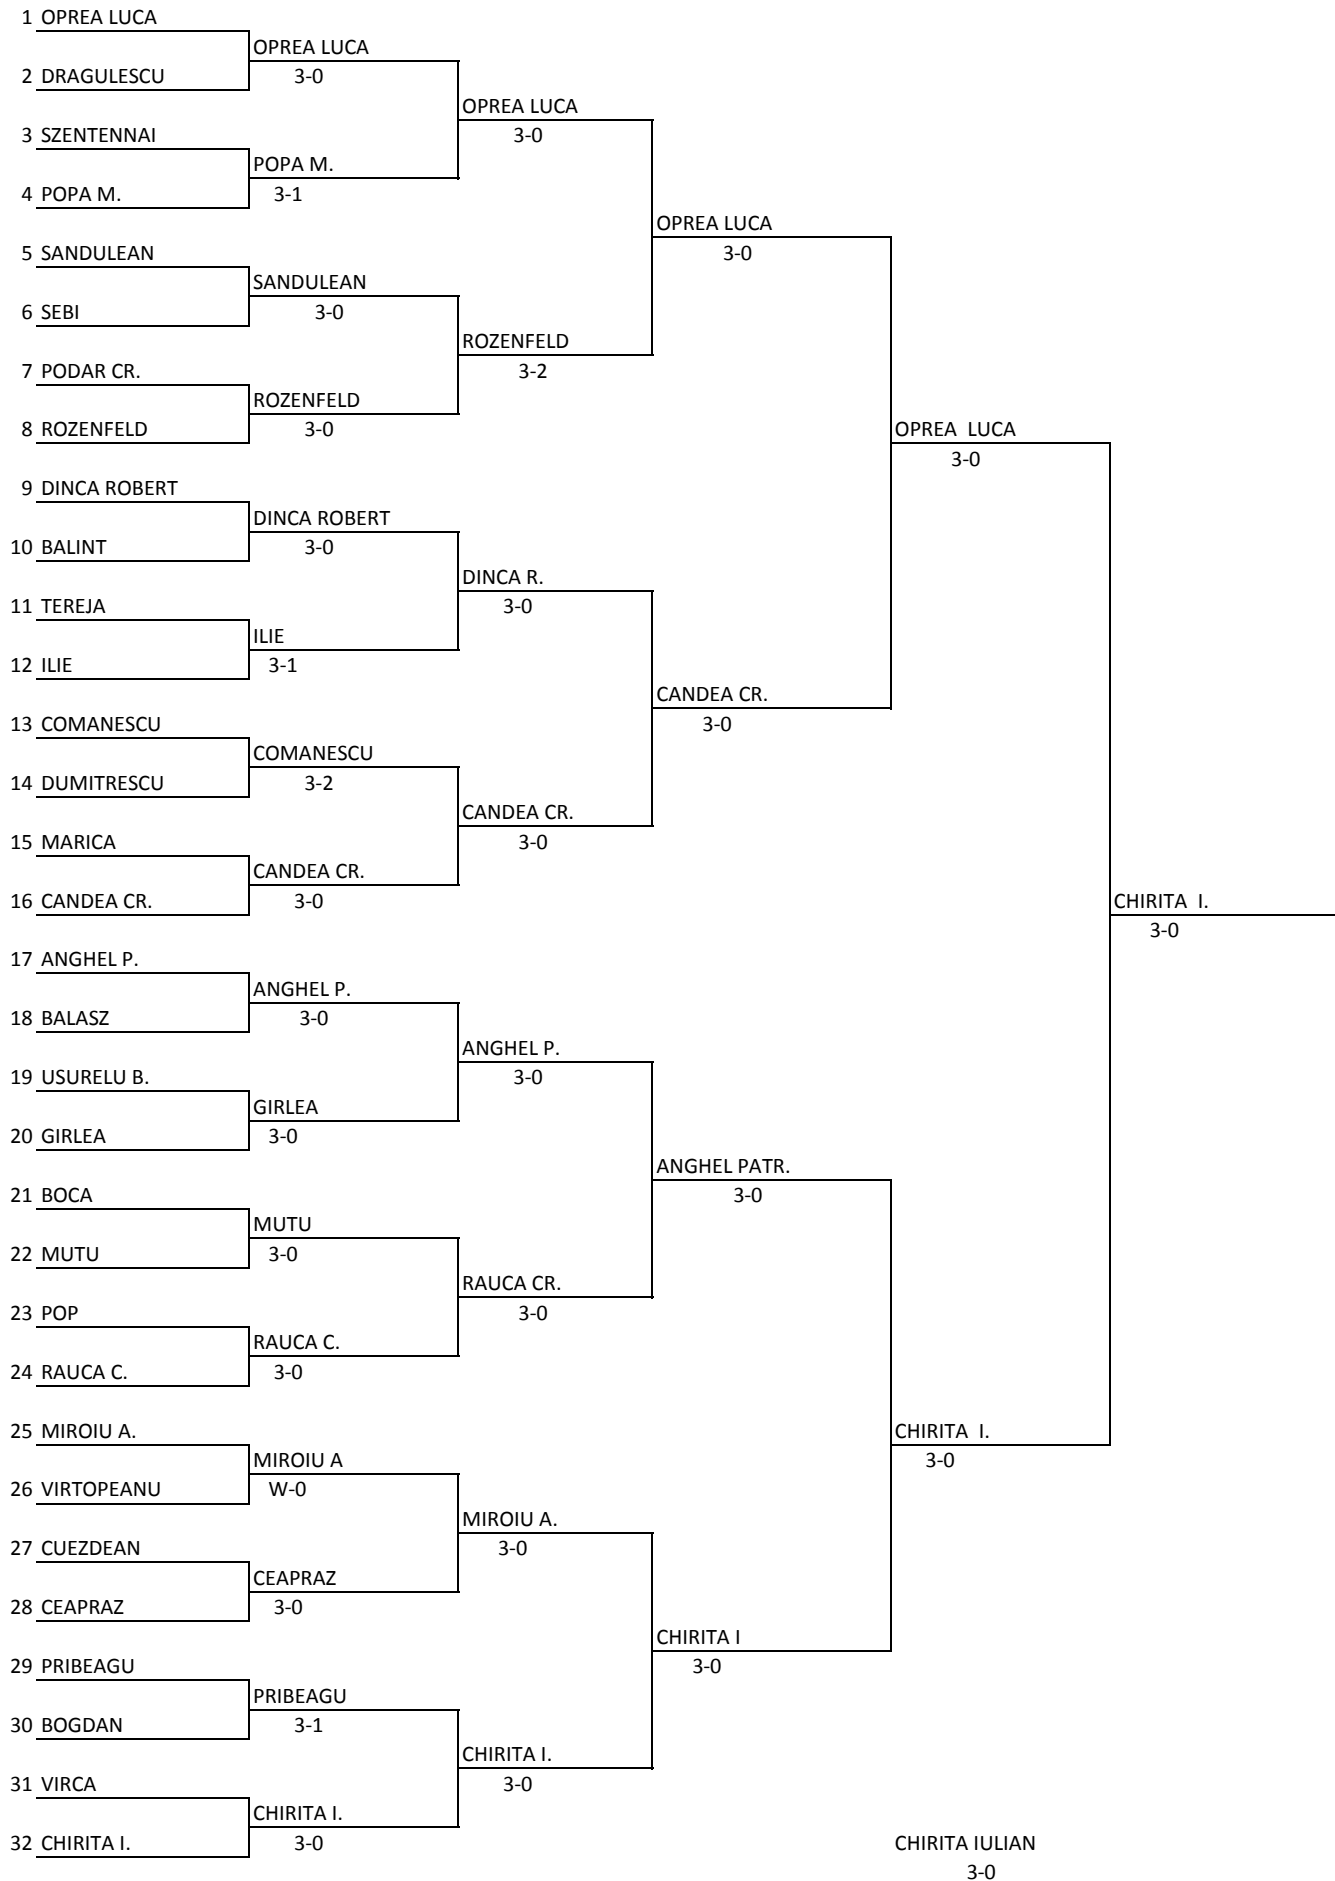 1 OPREA LUCA
OPREA LUCA
2 DRAGULESCU 3-0
OPREA LUCA
3 SZENTENNAI 3-0
POPA M.
4 POPA M. 3-1
OPREA LUCA
5 SANDULEAN 3-0
SANDULEAN
6 SEBI 3-0
ROZENFELD
7 PODAR CR. 3-2
ROZENFELD
8 ROZENFELD 3-0
OPREA LUCA
3-0
9 DINCA ROBERT
DINCA ROBERT
10 BALINT 3-0
DINCA R.
11 TEREJA 3-0
ILIE
12 ILIE 3-1
CANDEA CR.
13 COMANESCU 3-0
COMANESCU
14 DUMITRESCU 3-2
CANDEA CR.
15 MARICA 3-0
CANDEA CR.
16 CANDEA CR. 3-0 CHIRITA I.
3-0
17 ANGHEL P.
ANGHEL P.
18 BALASZ 3-0
ANGHEL P.
19 USURELU B. 3-0
GIRLEA
20 GIRLEA 3-0
ANGHEL PATR.
21 BOCA 3-0
MUTU
22 MUTU 3-0
RAUCA CR.
23 POP 3-0
RAUCA C.
24 RAUCA C. 3-0
25 MIROIU A. CHIRITA I.
MIROIU A 3-0
26 VIRTOPEANU W-0
MIROIU A.
27 CUEZDEAN 3-0
CEAPRAZ
28 CEAPRAZ 3-0
CHIRITA I
29 PRIBEAGU 3-0
PRIBEAGU
30 BOGDAN 3-1
CHIRITA I.
31 VIRCA 3-0
CHIRITA I.
32 CHIRITA I. 3-0 CHIRITA IULIAN
3-0